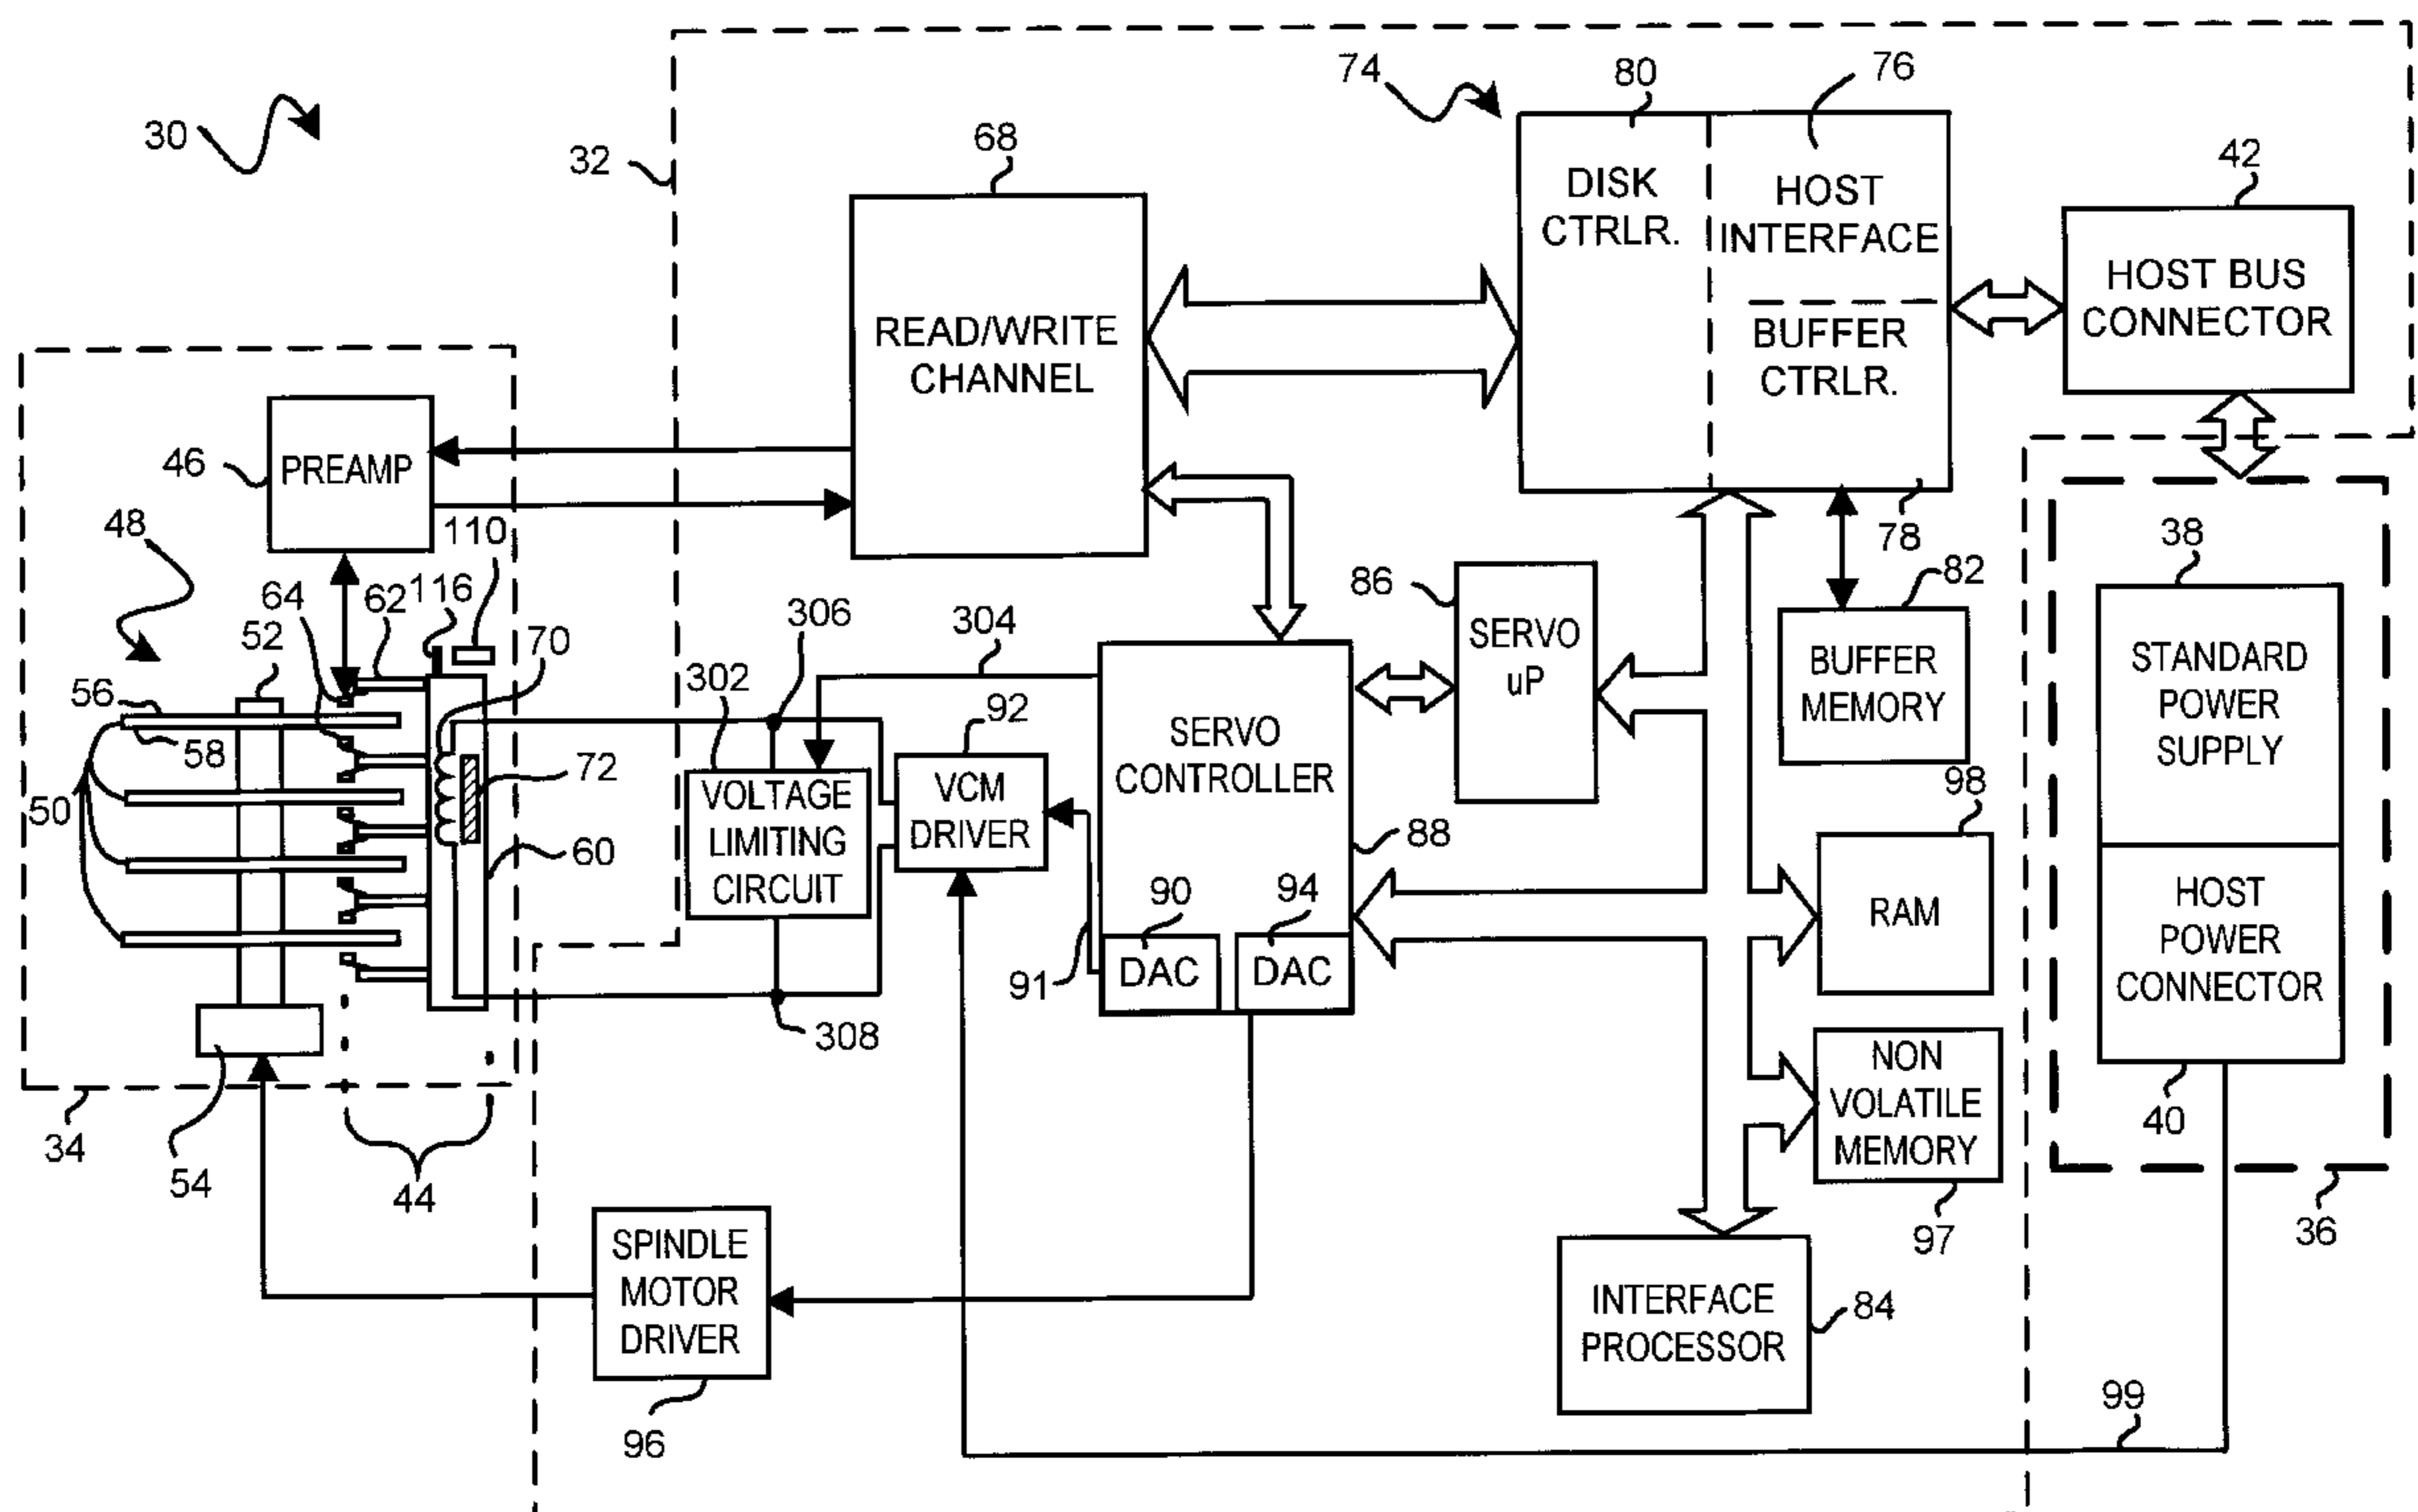 30
32
74
80
76
42
68
DISK
CTRLR.
HOST
INTERFACE
BUFFER
CTRLR.
78
HOST BUS
CONNECTOR
READ/WRITE
CHANNEL
46
PREAMP
48
110
64
62
116
52
70
56
58
50
72
60
34
54
44
302
306
304
92
VOLTAGE
LIMITING
CIRCUIT
308
VCM
DRIVER
SERVO
CONTROLLER
88
90
94
91
DAC
DAC
86
SERVO
uP
82
BUFFER
MEMORY
98
RAM
NON
VOLATILE
MEMORY
97
38
STANDARD
POWER
SUPPLY
HOST
POWER
CONNECTOR
40
36
SPINDLE
MOTOR
DRIVER
96
INTERFACE
PROCESSOR
84
99